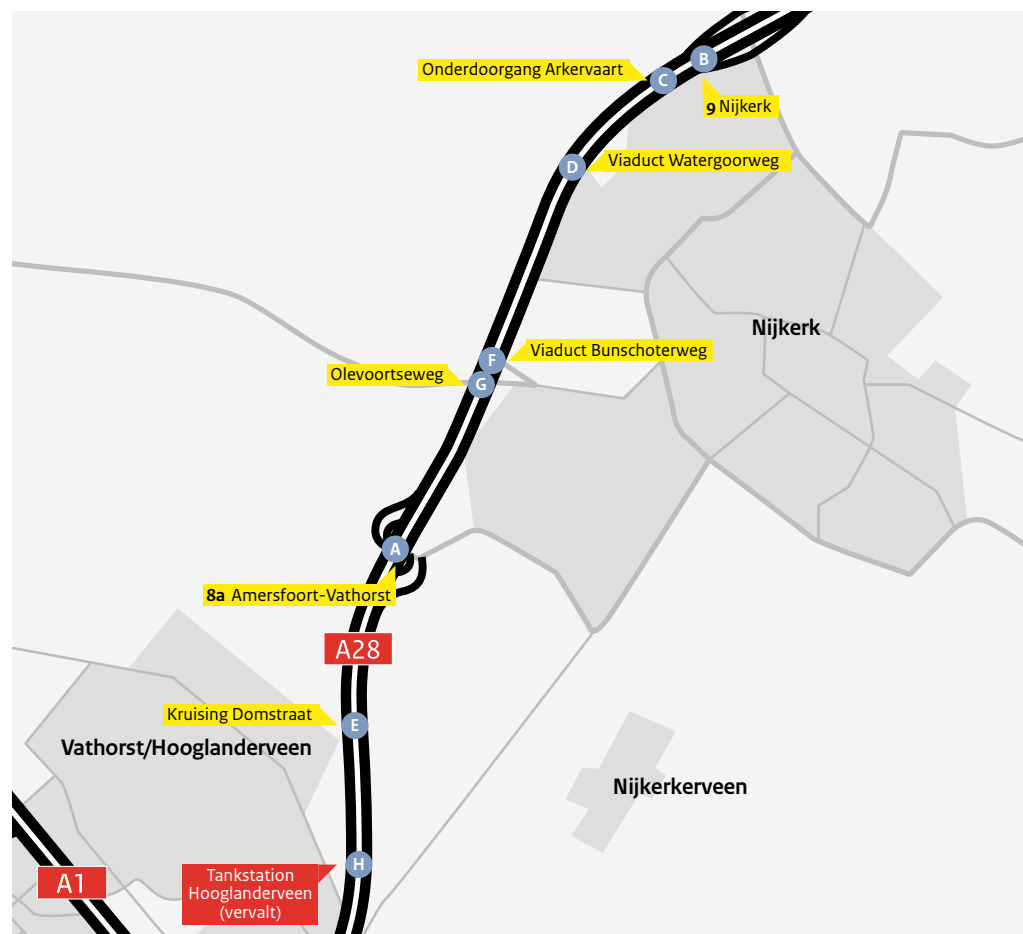 B
Onderdoorgang Arkervaart
C
9 Nijkerk
D
Viaduct Watergoorweg
Nijkerk
F
Viaduct Bunschoterweg
Olevoortseweg
G
A
8a Amersfoort-Vathorst
A28
Kruising Domstraat
E
Vathorst/Hooglanderveen
Nijkerkerveen
H
Tankstation
Hooglanderveen
(vervalt)
A1